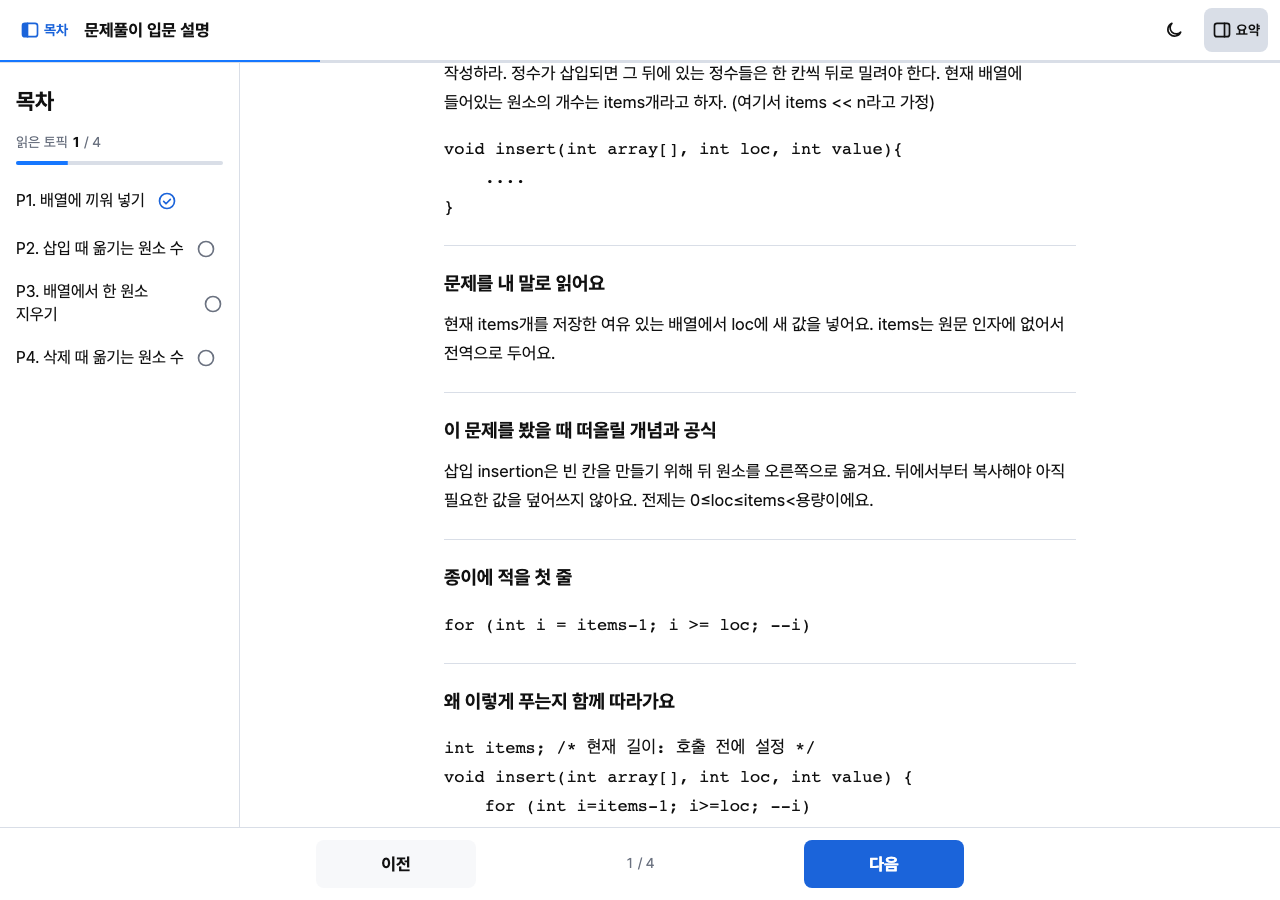 목차
문제풀이 입문 설명
요약
목차
읽은 토픽 1 / 4
P1. 배열에 끼워 넣기
P2. 삽입 때 옮기는 원소 수
P3. 배열에서 한 원소
지우기
P4. 삭제 때 옮기는 원소 수
작성하라. 정수가 삽입되면 그 뒤에 있는 정수들은 한 칸씩 뒤로 밀려야 한다. 현재 배열에
들어있는 원소의 개수는 items개라고 하자. (여기서 items << n라고 가정)
void insert(int array[], int loc, int value){
    ....
}
문제를 내 말로 읽어요
현재 items개를 저장한 여유 있는 배열에서 loc에 새 값을 넣어요. items는 원문 인자에 없어서
전역으로 두어요.
이 문제를 봤을 때 떠올릴 개념과 공식
삽입 insertion은 빈 칸을 만들기 위해 뒤 원소를 오른쪽으로 옮겨요. 뒤에서부터 복사해야 아직
필요한 값을 덮어쓰지 않아요. 전제는 0≤loc≤items<용량이에요.
종이에 적을 첫 줄
for (int i = items-1; i >= loc; --i)
왜 이렇게 푸는지 함께 따라가요
int items; /* 현재 길이: 호출 전에 설정 */
void insert(int array[], int loc, int value) {
    for (int i=items-1; i>=loc; --i)
이전
1 / 4
다음